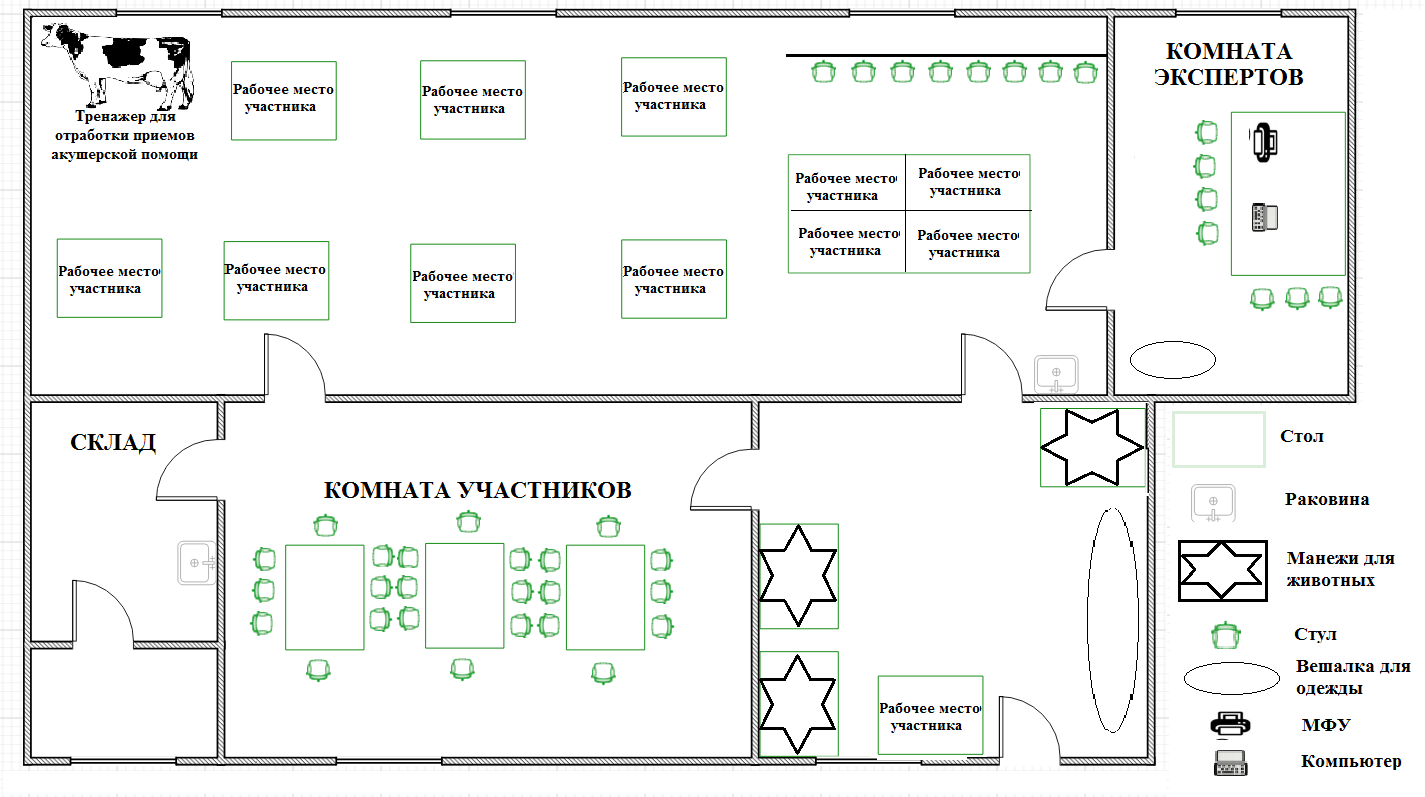 КОМНАТА
ЭКСПЕРТОВ
Тренажер для
отработки приемов
акушерской помощи
Рабочее место
участника
Рабочее место
участника
Рабочее место
участника
Рабочее место
участника
Рабочее место
участника
Рабочее место
участника
Рабочее место
участника
Рабочее место
участника
Рабочее место
участника
Рабочее место
участника
Рабочее место
участника
СКЛАД
КОМНАТА УЧАСТНИКОВ
Рабочее место
участника
Стол
Раковина
Манежи для
животных
Стул
Вешалка для
одежды
МФУ
Компьютер